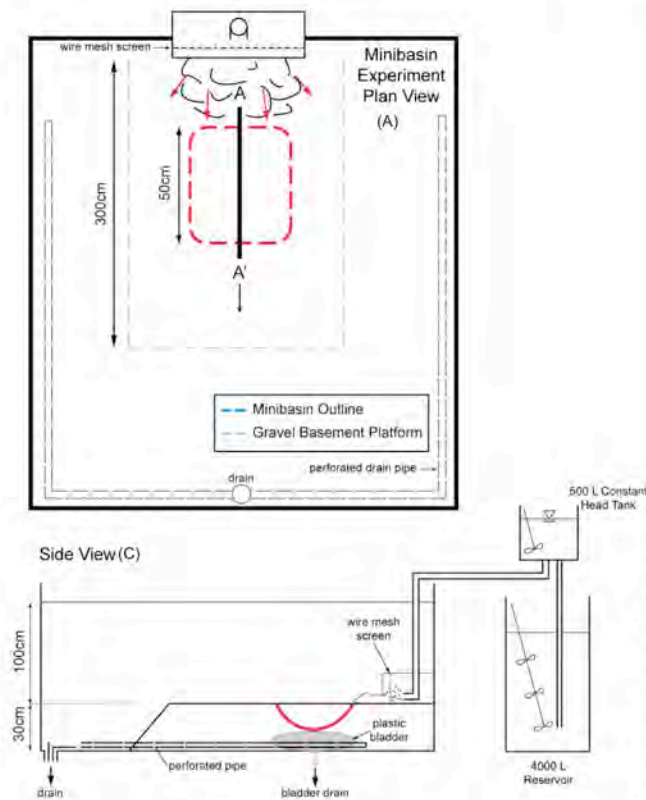 wire mesh screen
Minibasin
Experiment
Plan View
(A)
A
50cm
300cm
A'
Minibasin Outline
Gravel Basement Platform
perforated drain pipe
drain
500 L Constant
Head Tank
Side View (C)
wire mesh
screen
100cm
30cm
plastic
bladder
perforated pipe
drain
bladder drain
4000 L
Reservoir